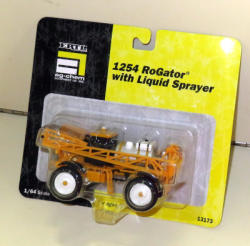 ERTL
ag-chem
1254 RoGator®
with Liquid Sprayer
1/64 Scale
13173